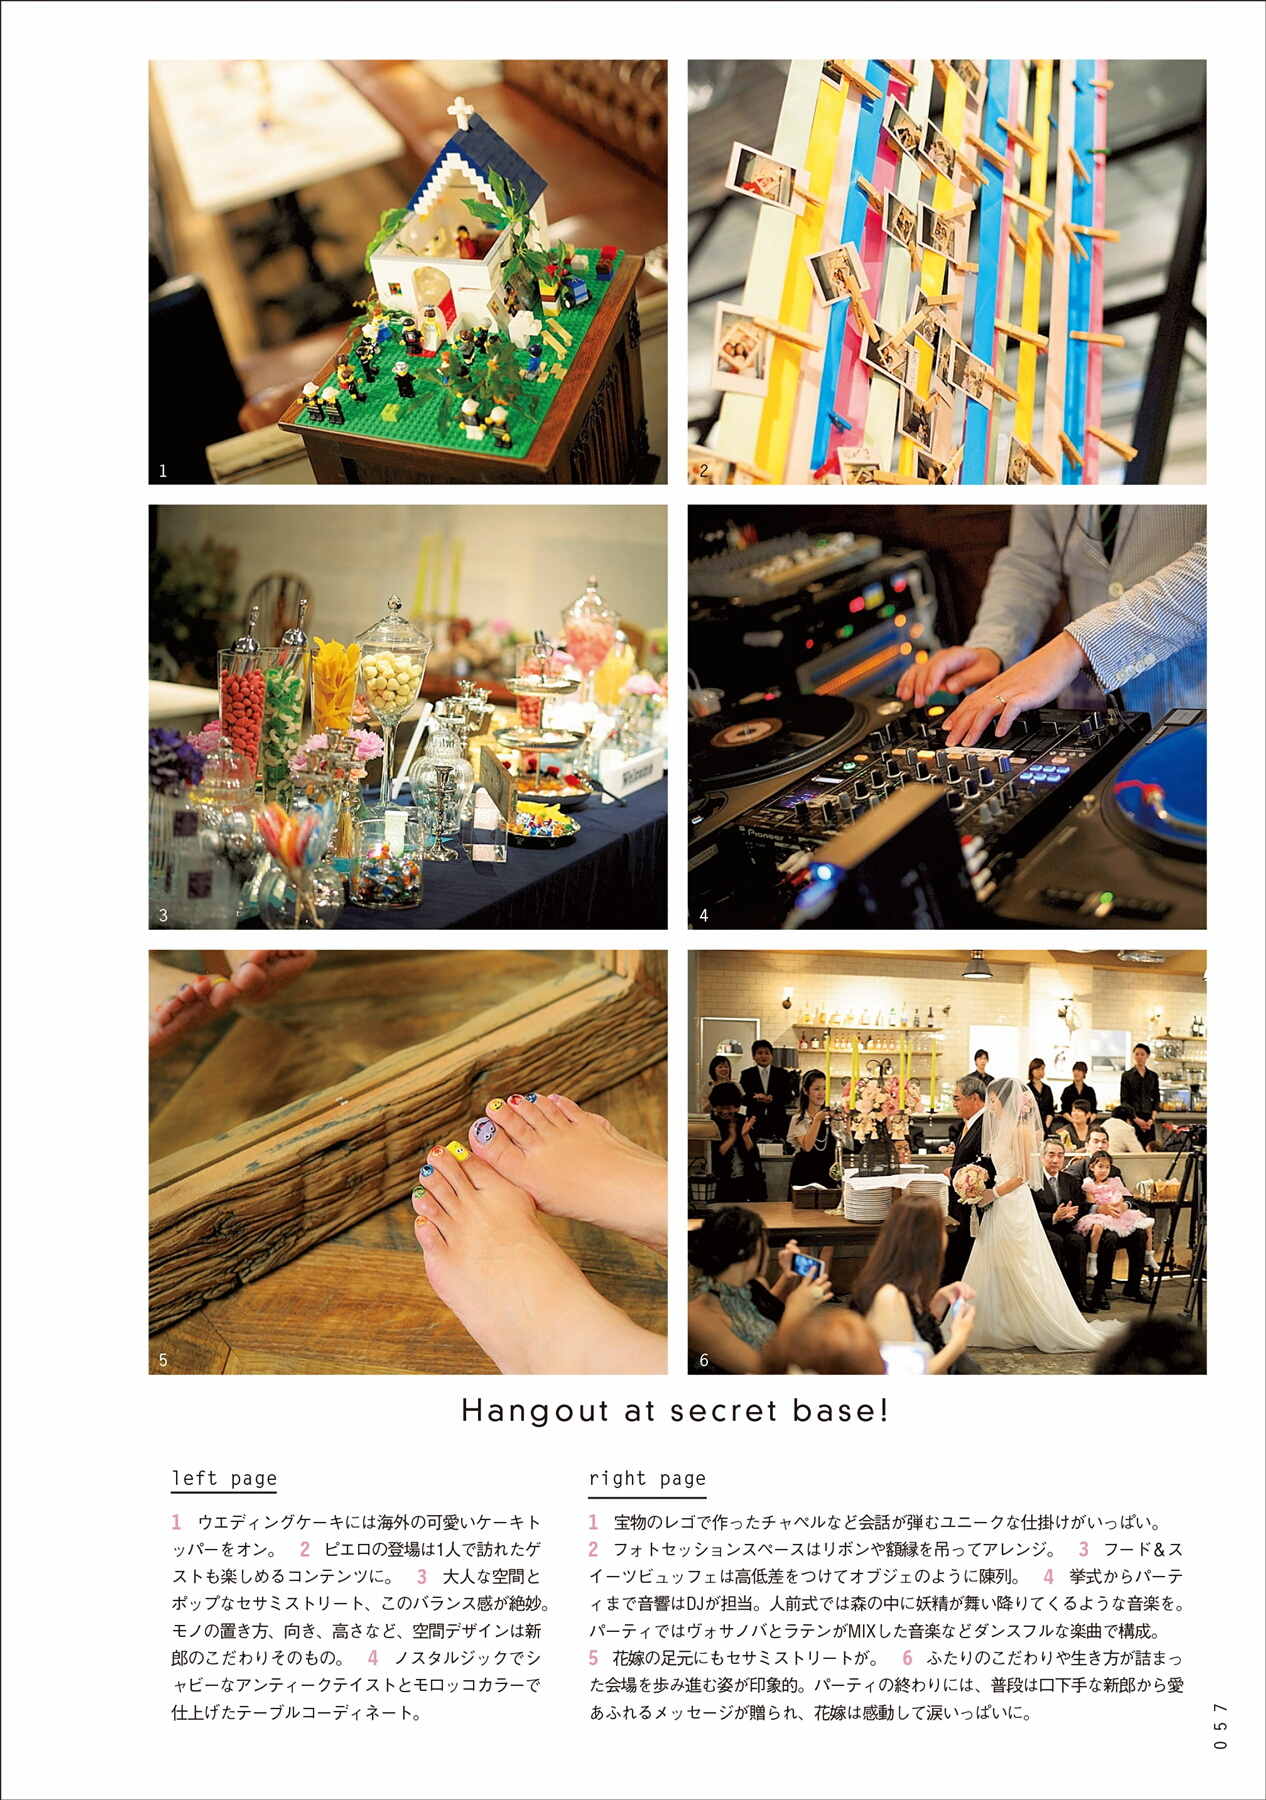 1
2
3
Welcome
4
Pioneer
5
6
Hangout at secret base!
left page
1 ウエディングケーキには海外の可愛いケーキト
ッパーをオン。 2 ピエロの登場は1人で訪れたゲ
ストも楽しめるコンテンツに。 3 大人な空間と
ポップなセサミストリート、このバランス感が絶妙。
モノの置き方、向き、高さなど、空間デザインは新
郎のこだわりそのもの。 4 ノスタルジックでシ
ャビーなアンティークテイストとモロッコカラーで
仕上げたテーブルコーディネート。
right page
1 宝物のレゴで作ったチャペルなど会話が弾むユニークな仕掛けがいっぱい。
2 フォトセッションスペースはリボンや額縁を吊ってアレンジ。 3 フード＆ス
イーツビュッフェは高低差をつけてオブジェのように陳列。 4 挙式からパーテ
ィまで音響はDJが担当。人前式では森の中に妖精が舞い降りてくるような音楽を。
パーティではヴォサノバとラテンがMIXした音楽などダンスフルな楽曲で構成。
5 花嫁の足元にもセサミストリートが。 6 ふたりのこだわりや生き方が詰まっ
た会場を歩み進む姿が印象的。パーティの終わりには、普段は口下手な新郎から愛
あふれるメッセージが贈られ、花嫁は感動して涙いっぱいに。
057